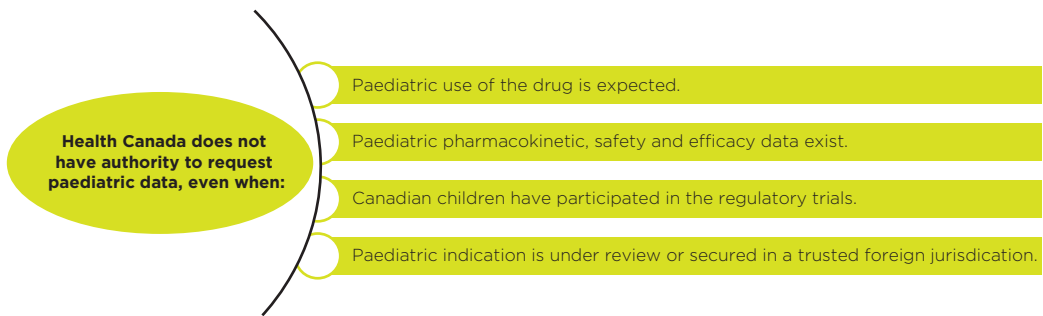 Health Canada does not
have authority to request
paediatric data, even when:
Paediatric use of the drug is expected.
Paediatric pharmacokinetic, safety and efficacy data exist.
Canadian children have participated in the regulatory trials.
Paediatric indication is under review or secured in a trusted foreign jurisdication.